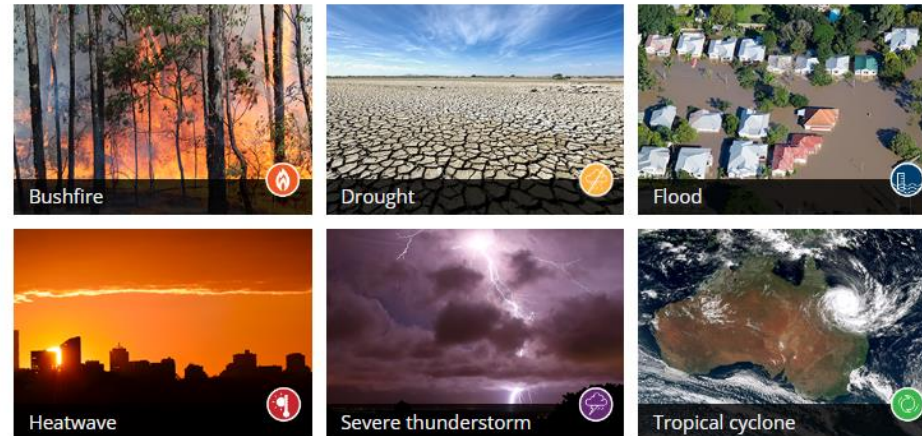 Bushfire
Drought
Flood
Heatwave
Severe thunderstorm
Tropical cyclone